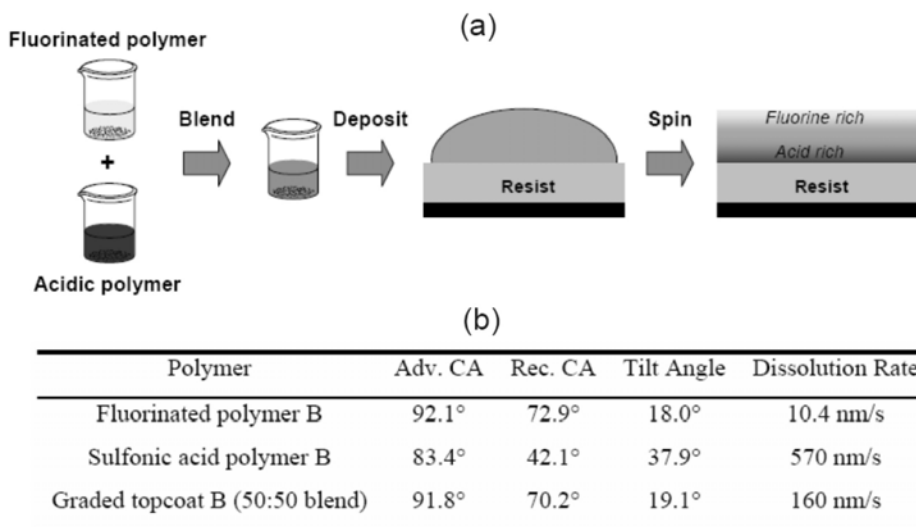 (a)
Fluorinated polymer
+
Acidic polymer
Blend
Deposit
Resist
Spin
Fluorine rich
Acid rich
Resist
(b)
Polymer Adv. CA Rec. CA Tilt Angle Dissolution Rate
Fluorinated polymer B 92.1° 72.9° 18.0° 10.4 nm/s
Sulfonic acid polymer B 83.4° 42.1° 37.9° 570 nm/s
Graded topcoat B (50:50 blend) 91.8° 70.2° 19.1° 160 nm/s